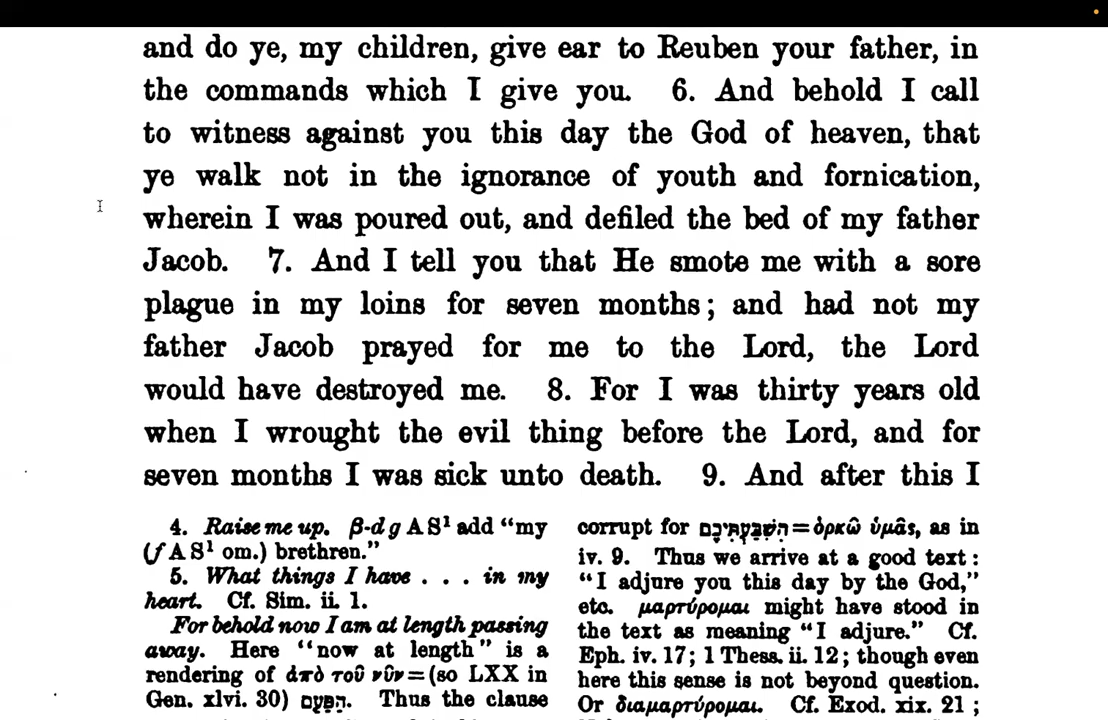 and do ye, my children, give ear to Reuben your father, in
the commands which I give you. 6. And behold I call
to witness against you this day the God of heaven, that
ye walk not in the ignorance of youth and fornication,
wherein I was poured out, and defiled the bed of my father
Jacob. 7. And I tell you that He smote me with a sore
plague in my loins for seven months; and had not my
father Jacob prayed for me to the Lord, the Lord
would have destroyed me. 8. For I was thirty years old
when I wrought the evil thing before the Lord, and for
seven months I was sick unto death. 9. And after this I
4. Raise me up. β-d g A S¹ add “my
(f A S¹ om.) brethren.”
5. What things I have . . . in my
heart. Cf. Sim. ii. 1.
For behold now I am at length passing
away. Here “now at length” is a
rendering of ἀπὸ τοῦ νῦν=(so LXX in
Gen. xlvi. 30) הַפַּעַם. Thus the clause
corrupt for הִשְׁבַּעְתִּיכֶם=ὁρκῶ ὑμᾶς, as in
iv. 9. Thus we arrive at a good text:
“I adjure you this day by the God,”
etc. μαρτύρομαι might have stood in
the text as meaning “I adjure.” Cf.
Eph. iv. 17; 1 Thess. ii. 12; though even
here this sense is not beyond question.
Or διαμαρτύρομαι. Cf. Exod. xix. 21;